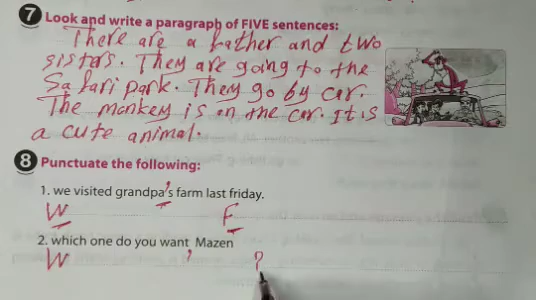 7 Look and write a paragraph of FIVE sentences:
There are a father and two
sisters. They are going to the
Safari park. They go by car.
The monkey is on the car. It is
a cute animal.
8 Punctuate the following:
1. we visited grandpa's farm last friday.
W F
2. which one do you want Mazen
W , ?